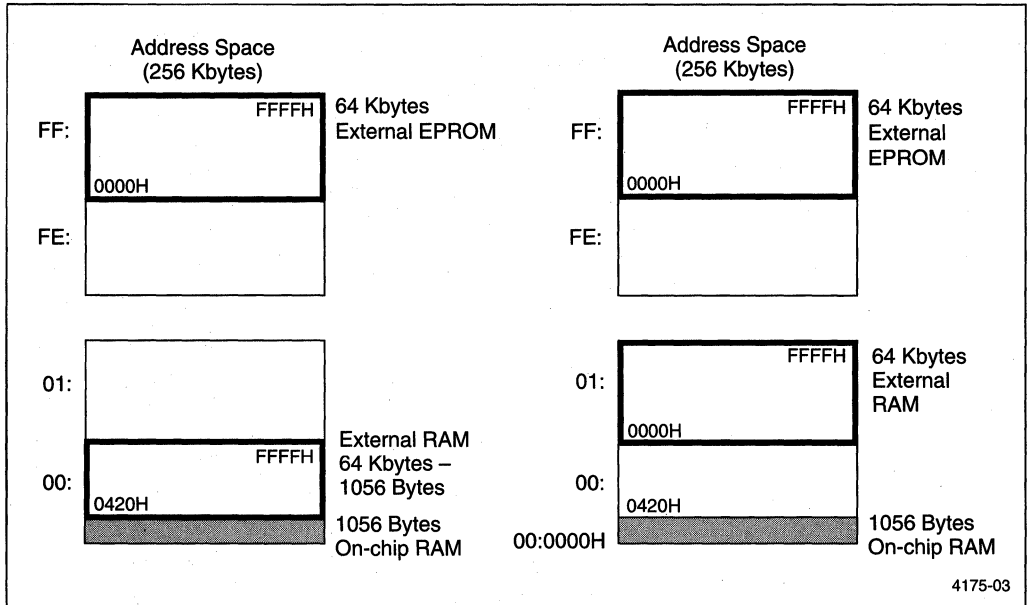 Address Space
(256 Kbytes)
FF:
FFFFH
0000H
64 Kbytes
External EPROM
FE:
01:
00:
FFFFH
0420H
External RAM
64 Kbytes –
1056 Bytes
1056 Bytes
On-chip RAM
Address Space
(256 Kbytes)
FF:
FFFFH
0000H
64 Kbytes
External
EPROM
FE:
01:
FFFFH
0000H
64 Kbytes
External
RAM
00:
0420H
00:0000H
1056 Bytes
On-chip RAM
4175-03